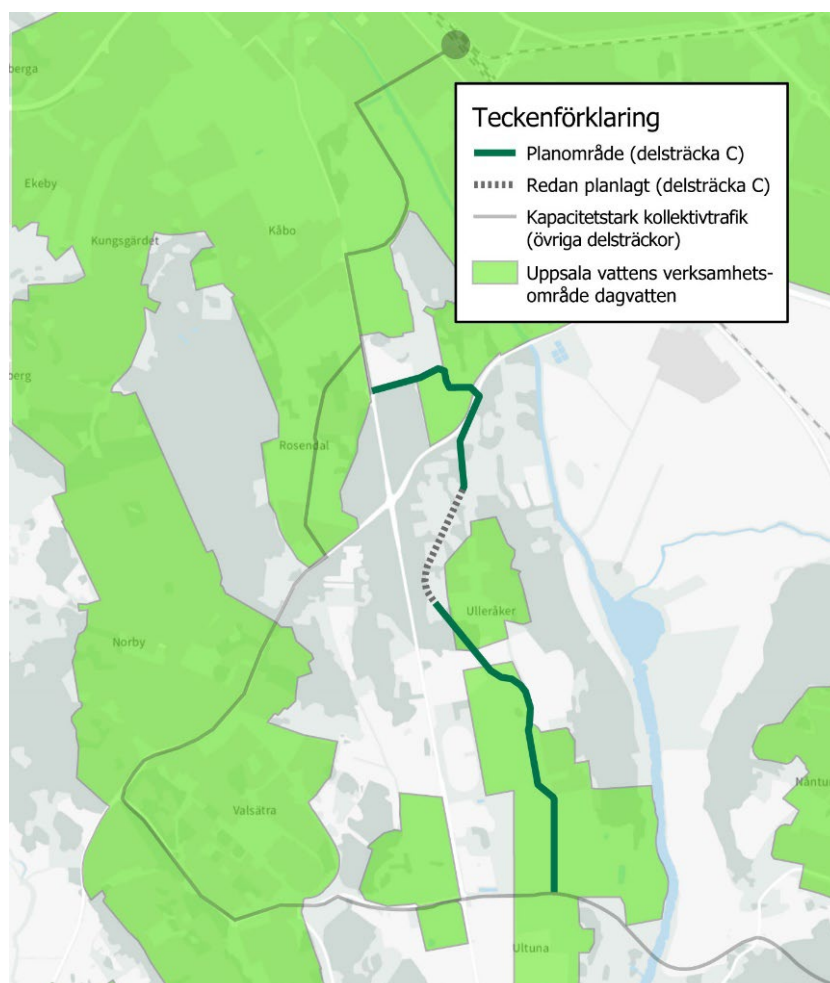 berga
Teckenförklaring
Planområde (delsträcka C)
Redan planlagt (delsträcka C)
Kapacitetstark kollektivtrafik
(övriga delsträckor)
Uppsala vattens verksamhets-
område dagvatten
Ekeby
Kåbo
Kungsgärdet
berg
Rosendal
Ulleråker
Norby
Nåntu
Valsätra
Ultuna